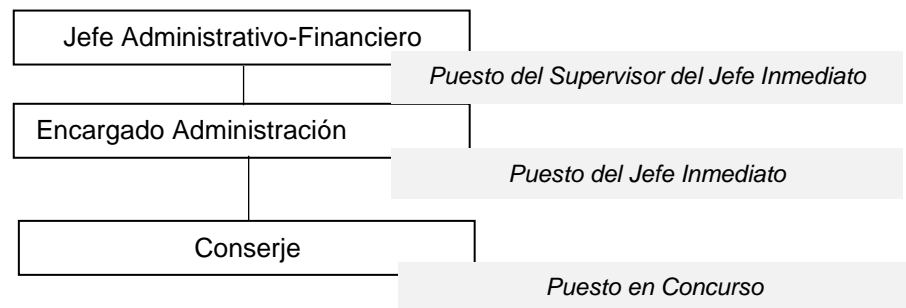 Jefe Administrativo-Financiero
Puesto del Supervisor del Jefe Inmediato
Encargado Administración
Puesto del Jefe Inmediato
Conserje
Puesto en Concurso